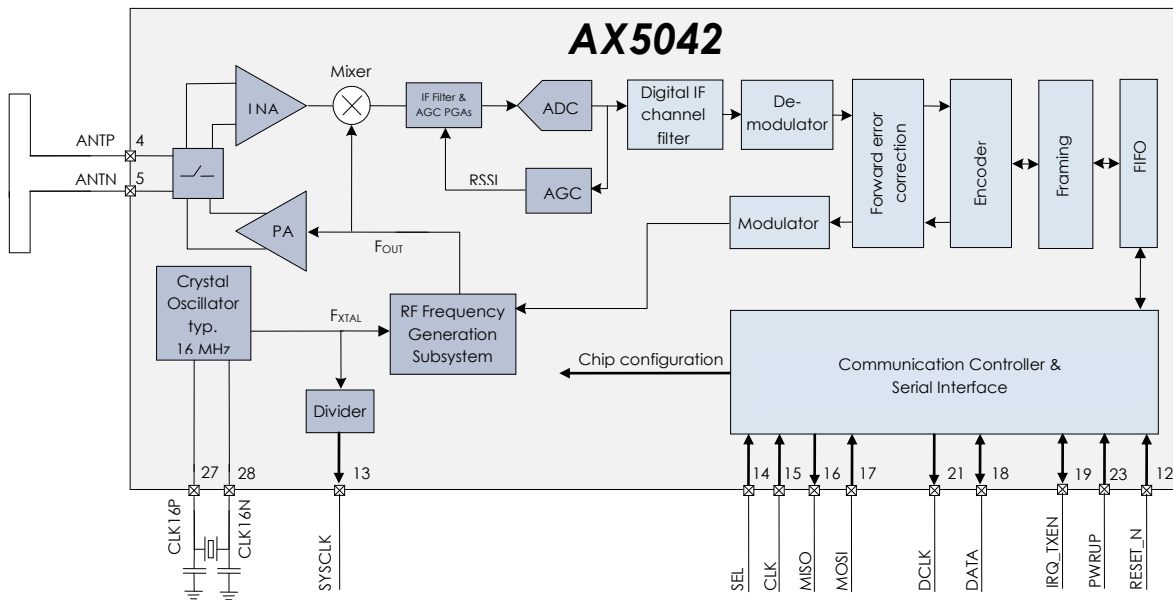 AX5042
Mixer
INA
IF Filter &
AGC PGAs
ADC
Digital IF
channel
filter
De-
modulator
Forward error
correction
Encoder
Framing
FIFO
ANTP
4
ANTN
5
RSSI
AGC
PA
FOUT
Modulator
Crystal
Oscillator
typ.
16 MHz
FXTAL
RF Frequency
Generation
Subsystem
Chip configuration
Communication Controller &
Serial Interface
Divider
27
28
13
14
15
16
17
21
18
19
23
12
CLK16P
CLK16N
SYSCLK
SEL
CLK
MISO
MOSI
DCLK
DATA
IRQ_TXEN
PWRUP
RESET_N